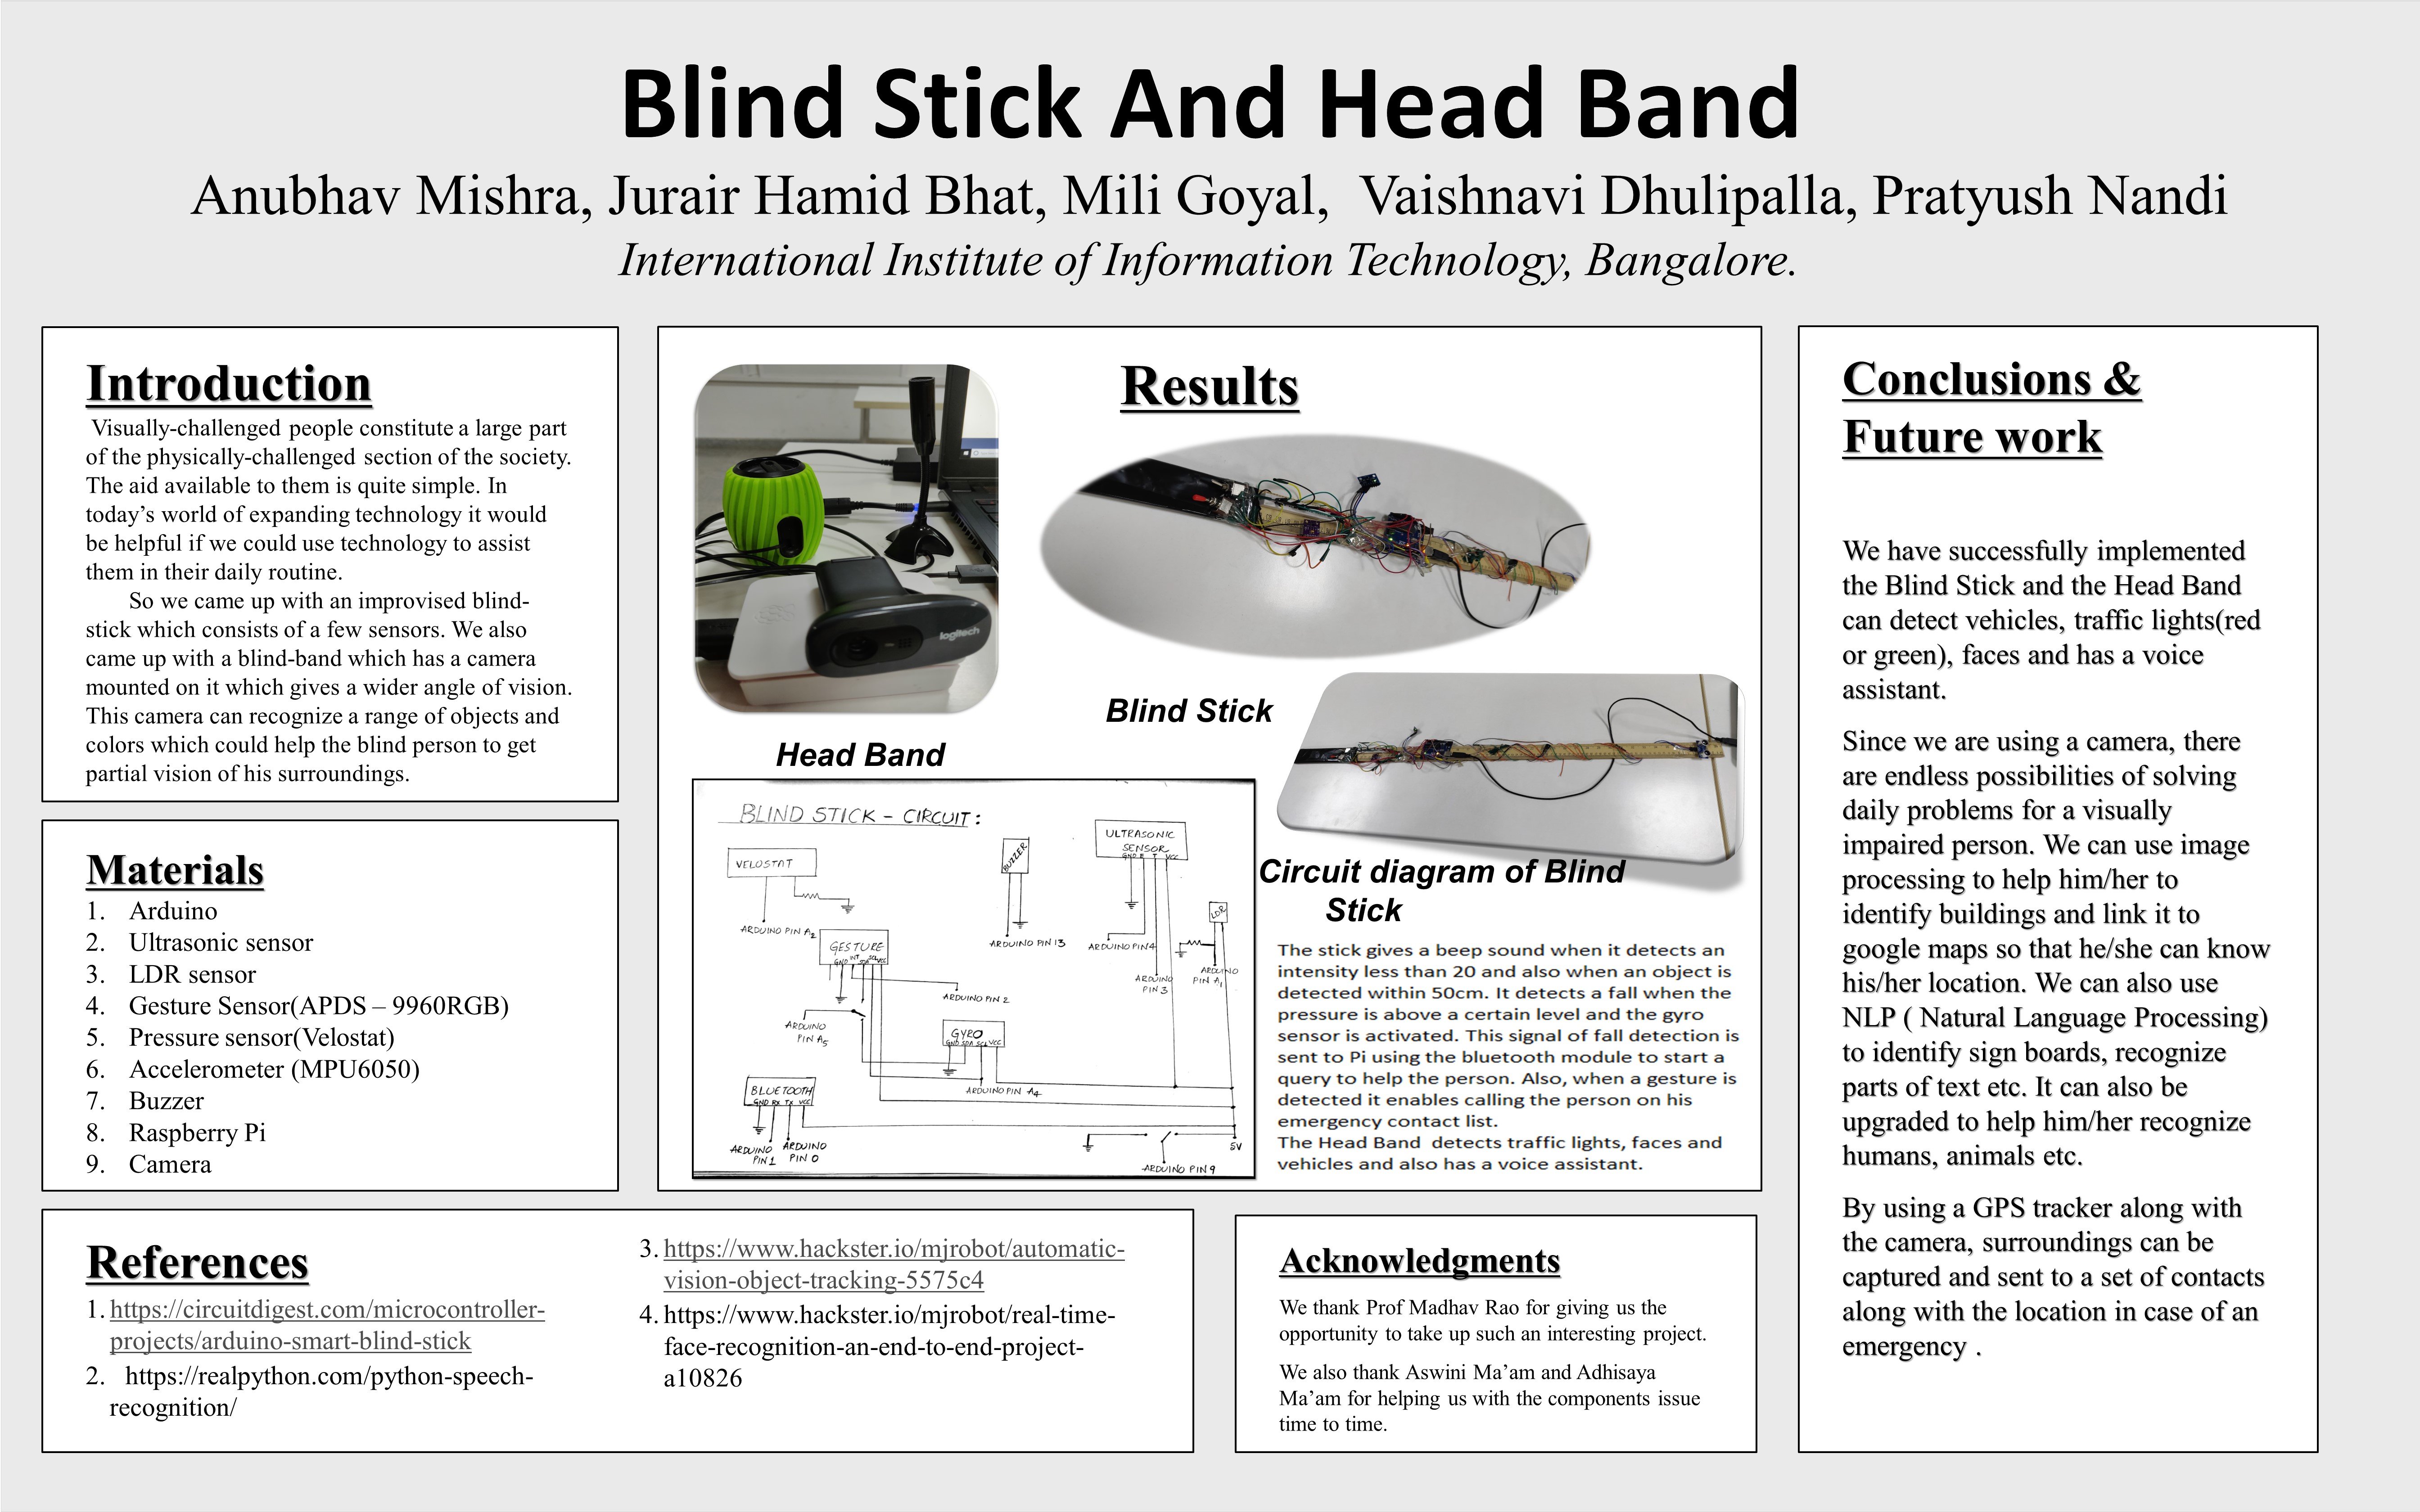 Blind Stick And Head Band
Anubhav Mishra, Jurair Hamid Bhat, Mili Goyal, Vaishnavi Dhulipalla, Pratyush Nandi
International Institute of Information Technology, Bangalore.
Introduction
Visually-challenged people constitute a large part
of the physically-challenged section of the society.
The aid available to them is quite simple. In
today’s world of expanding technology it would
be helpful if we could use technology to assist
them in their daily routine.
So we came up with an improvised blind-
stick which consists of a few sensors. We also
came up with a blind-band which has a camera
mounted on it which gives a wider angle of vision.
This camera can recognize a range of objects and
colors which could help the blind person to get
partial vision of his surroundings.
Materials
1. Arduino
2. Ultrasonic sensor
3. LDR sensor
4. Gesture Sensor(APDS – 9960RGB)
5. Pressure sensor(Velostat)
6. Accelerometer (MPU6050)
7. Buzzer
8. Raspberry Pi
9. Camera
Results
logitech
Head Band
Blind Stick
BLIND STICK - CIRCUIT :
VELOSTAT
BUZZER
ULTRASONIC
SENSOR
GND E T VCC
LDR
ARDUINO PIN A2
ARDUINO PIN 13
ARDUINO PIN4
ARDUINO
PIN 3
ARDUINO
PIN A1
GESTURE
GND INT SDA SCL VCC
ARDUINO PIN 2
ARDUINO
PIN A5
GYRO
GND SDA SCL VCC
ARDUINO PIN A4
BLUETOOTH
GND RX TX VCC
ARDUINO
PIN 1
ARDUINO
PIN 0
5V
ARDUINO PIN 9
Circuit diagram of Blind
Stick
The stick gives a beep sound when it detects an
intensity less than 20 and also when an object is
detected within 50cm. It detects a fall when the
pressure is above a certain level and the gyro
sensor is activated. This signal of fall detection is
sent to Pi using the bluetooth module to start a
query to help the person. Also, when a gesture is
detected it enables calling the person on his
emergency contact list.
The Head Band detects traffic lights, faces and
vehicles and also has a voice assistant.
Conclusions &
Future work
We have successfully implemented
the Blind Stick and the Head Band
can detect vehicles, traffic lights(red
or green), faces and has a voice
assistant.
Since we are using a camera, there
are endless possibilities of solving
daily problems for a visually
impaired person. We can use image
processing to help him/her to
identify buildings and link it to
google maps so that he/she can know
his/her location. We can also use
NLP ( Natural Language Processing)
to identify sign boards, recognize
parts of text etc. It can also be
upgraded to help him/her recognize
humans, animals etc.
By using a GPS tracker along with
the camera, surroundings can be
captured and sent to a set of contacts
along with the location in case of an
emergency .
References
1. https://circuitdigest.com/microcontroller-
projects/arduino-smart-blind-stick
2. https://realpython.com/python-speech-
recognition/
3. https://www.hackster.io/mjrobot/automatic-
vision-object-tracking-5575c4
4. https://www.hackster.io/mjrobot/real-time-
face-recognition-an-end-to-end-project-
a10826
Acknowledgments
We thank Prof Madhav Rao for giving us the
opportunity to take up such an interesting project.
We also thank Aswini Ma’am and Adhisaya
Ma’am for helping us with the components issue
time to time.